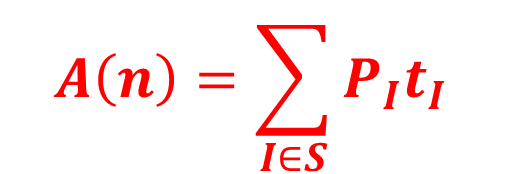 A(n) = ∑_{I∈S} P_I t_I